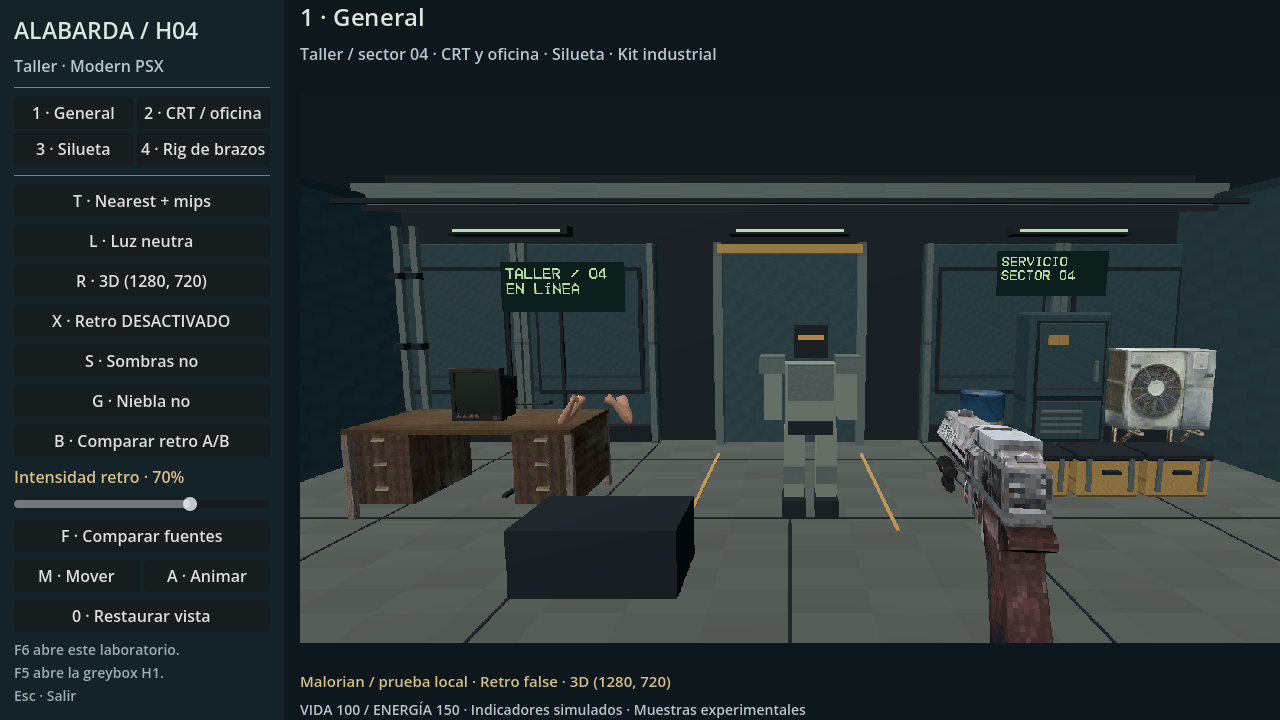 ALABARDA / H04
Taller · Modern PSX
1 · General
2 · CRT / oficina
3 · Silueta
4 · Rig de brazos
T · Nearest + mips
L · Luz neutra
R · 3D (1280, 720)
X · Retro DESACTIVADO
S · Sombras no
G · Niebla no
B · Comparar retro A/B
Intensidad retro · 70%
F · Comparar fuentes
M · Mover
A · Animar
0 · Restaurar vista
F6 abre este laboratorio.
F5 abre la greybox H1.
Esc · Salir
1 · General
Taller / sector 04 · CRT y oficina · Silueta · Kit industrial
TALLER / 04
EN LÍNEA
SERVICIO
SECTOR 04
Malorian / prueba local · Retro false · 3D (1280, 720)
VIDA 100 / ENERGÍA 150 · Indicadores simulados · Muestras experimentales